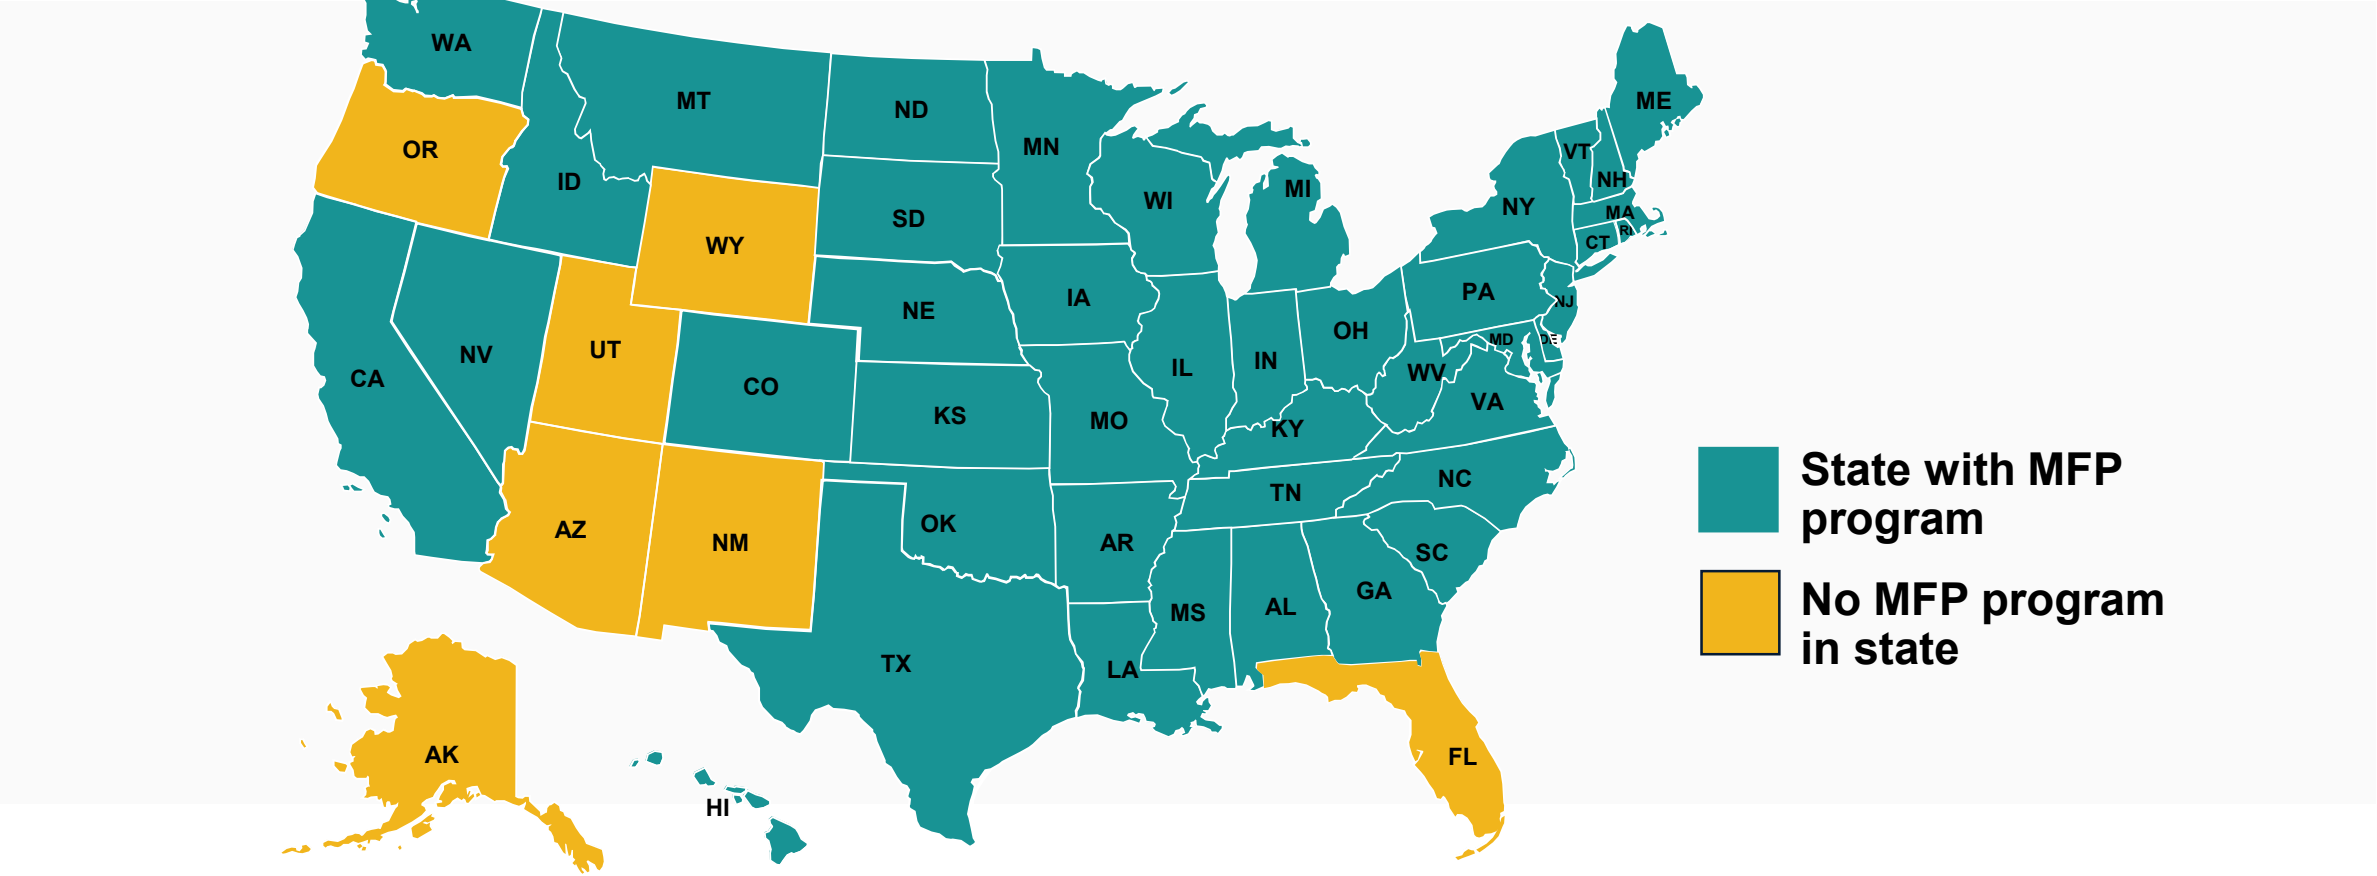 WA
MT
ND
MN
ME
OR
ID
VT
NH
WI
MI
NY
SD
MA
RI
CT
WY
PA
NJ
IA
NE
OH
MD
DE
UT
NV
IN
IL
WV
CA
CO
VA
KS
MO
KY
State with MFP
program
NC
TN
OK
AZ
NM
AR
SC
GA
No MFP program
in state
AL
MS
TX
LA
AK
FL
HI